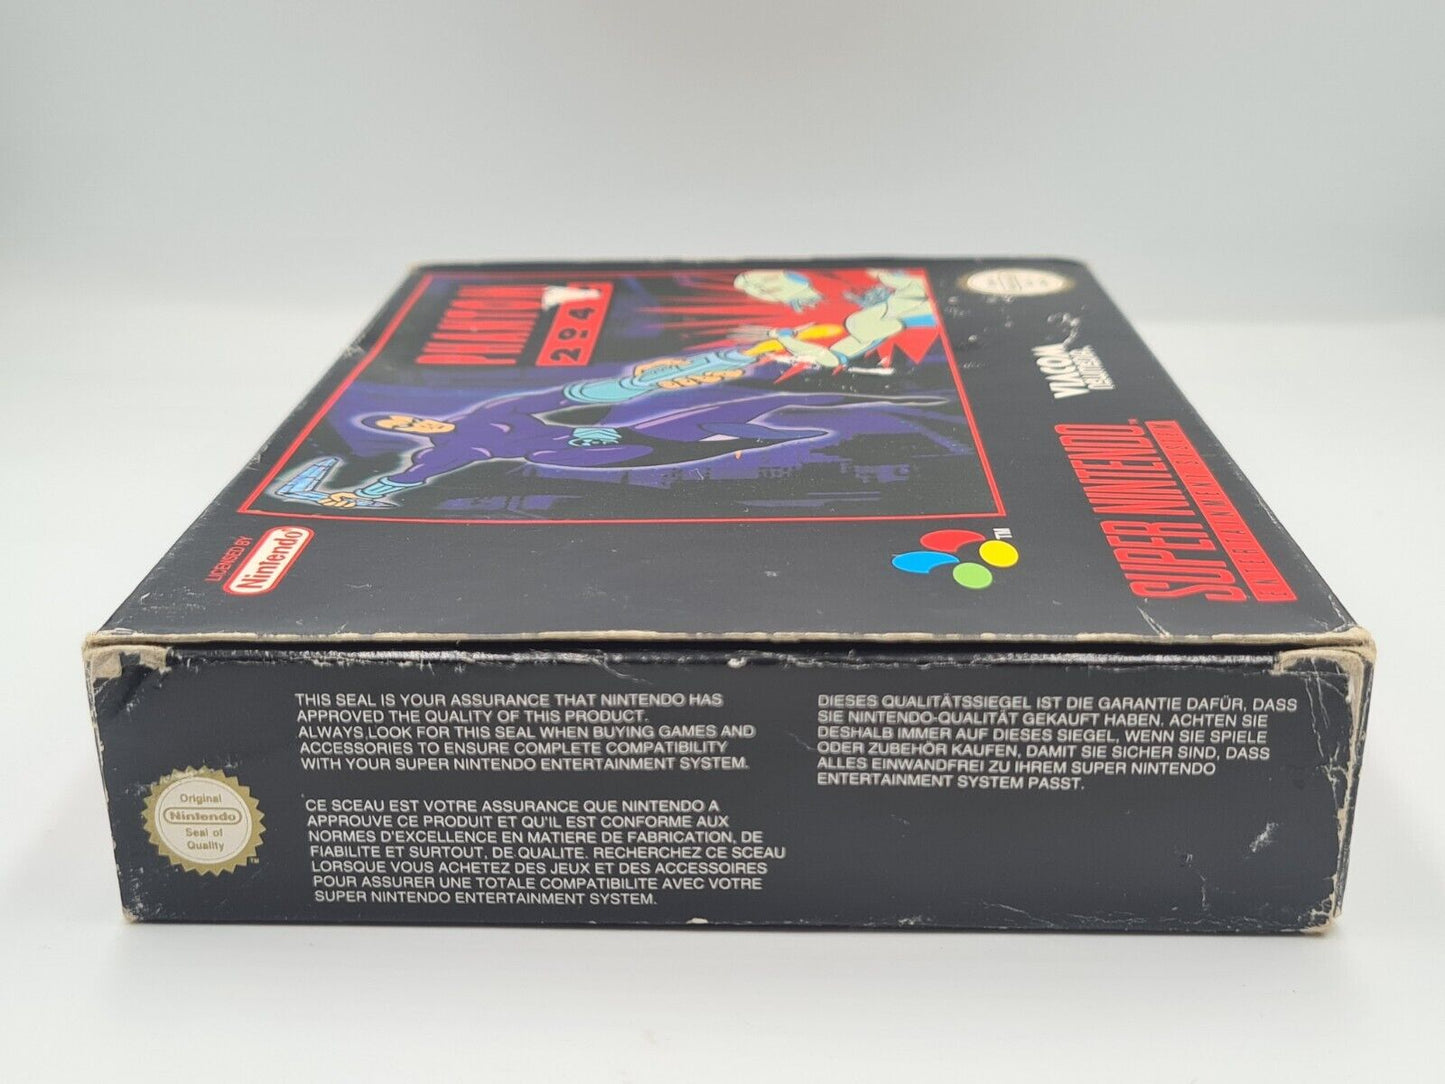 PHANTOM
2040
VIACOM
LICENSED BY
Nintendo
TM
SUPER NINTENDO
ENTERTAINMENT SYSTEM
THIS SEAL IS YOUR ASSURANCE THAT NINTENDO HAS
APPROVED THE QUALITY OF THIS PRODUCT.
ALWAYS LOOK FOR THIS SEAL WHEN BUYING GAMES AND
ACCESSORIES TO ENSURE COMPLETE COMPATIBILITY
WITH YOUR SUPER NINTENDO ENTERTAINMENT SYSTEM.
CE SCEAU EST VOTRE ASSURANCE QUE NINTENDO A
APPROUVE CE PRODUIT ET QU'IL EST CONFORME AUX
NORMES D'EXCELLENCE EN MATIERE DE FABRICATION, DE
FIABILITE ET SURTOUT, DE QUALITE. RECHERCHEZ CE SCEAU
LORSQUE VOUS ACHETEZ DES JEUX ET DES ACCESSOIRES
POUR ASSURER UNE TOTALE COMPATIBILITE AVEC VOTRE
SUPER NINTENDO ENTERTAINMENT SYSTEM.
DIESES QUALITÄTSSIEGEL IST DIE GARANTIE DAFÜR, DASS
SIE NINTENDO-QUALITÄT GEKAUFT HABEN. ACHTEN SIE
DESHALB IMMER AUF DIESES SIEGEL, WENN SIE SPIELE
ODER ZUBEHÖR KAUFEN, DAMIT SIE SICHER SIND, DASS
ALLES EINWANDFREI ZU IHREM SUPER NINTENDO
ENTERTAINMENT SYSTEM PASST.
Original
Nintendo
Seal of
Quality
TM